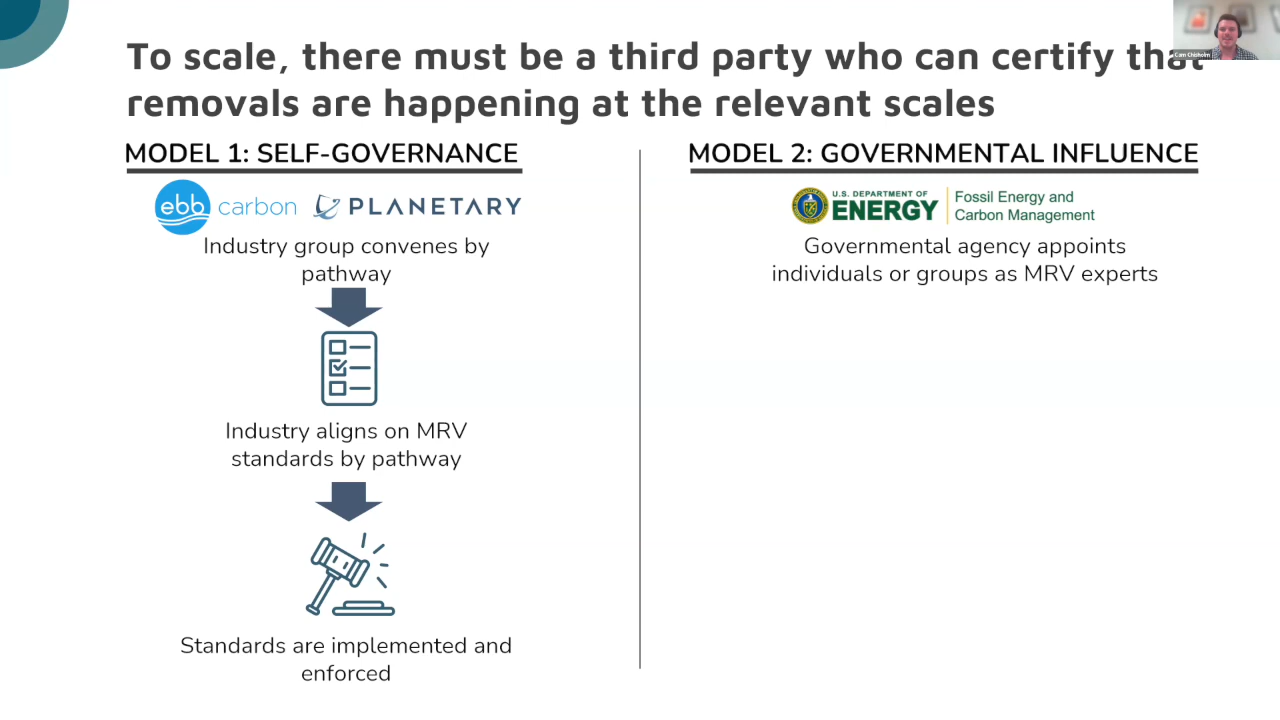 To scale, there must be a third party who can certify that
removals are happening at the relevant scales
MODEL 1: SELF-GOVERNANCE
ebb carbon
PLANETARY
Industry group convenes by
pathway
Industry aligns on MRV
standards by pathway
Standards are implemented and
enforced
MODEL 2: GOVERNMENTAL INFLUENCE
U.S. DEPARTMENT OF
ENERGY
Fossil Energy and
Carbon Management
Governmental agency appoints
individuals or groups as MRV experts
Cam Chisholm